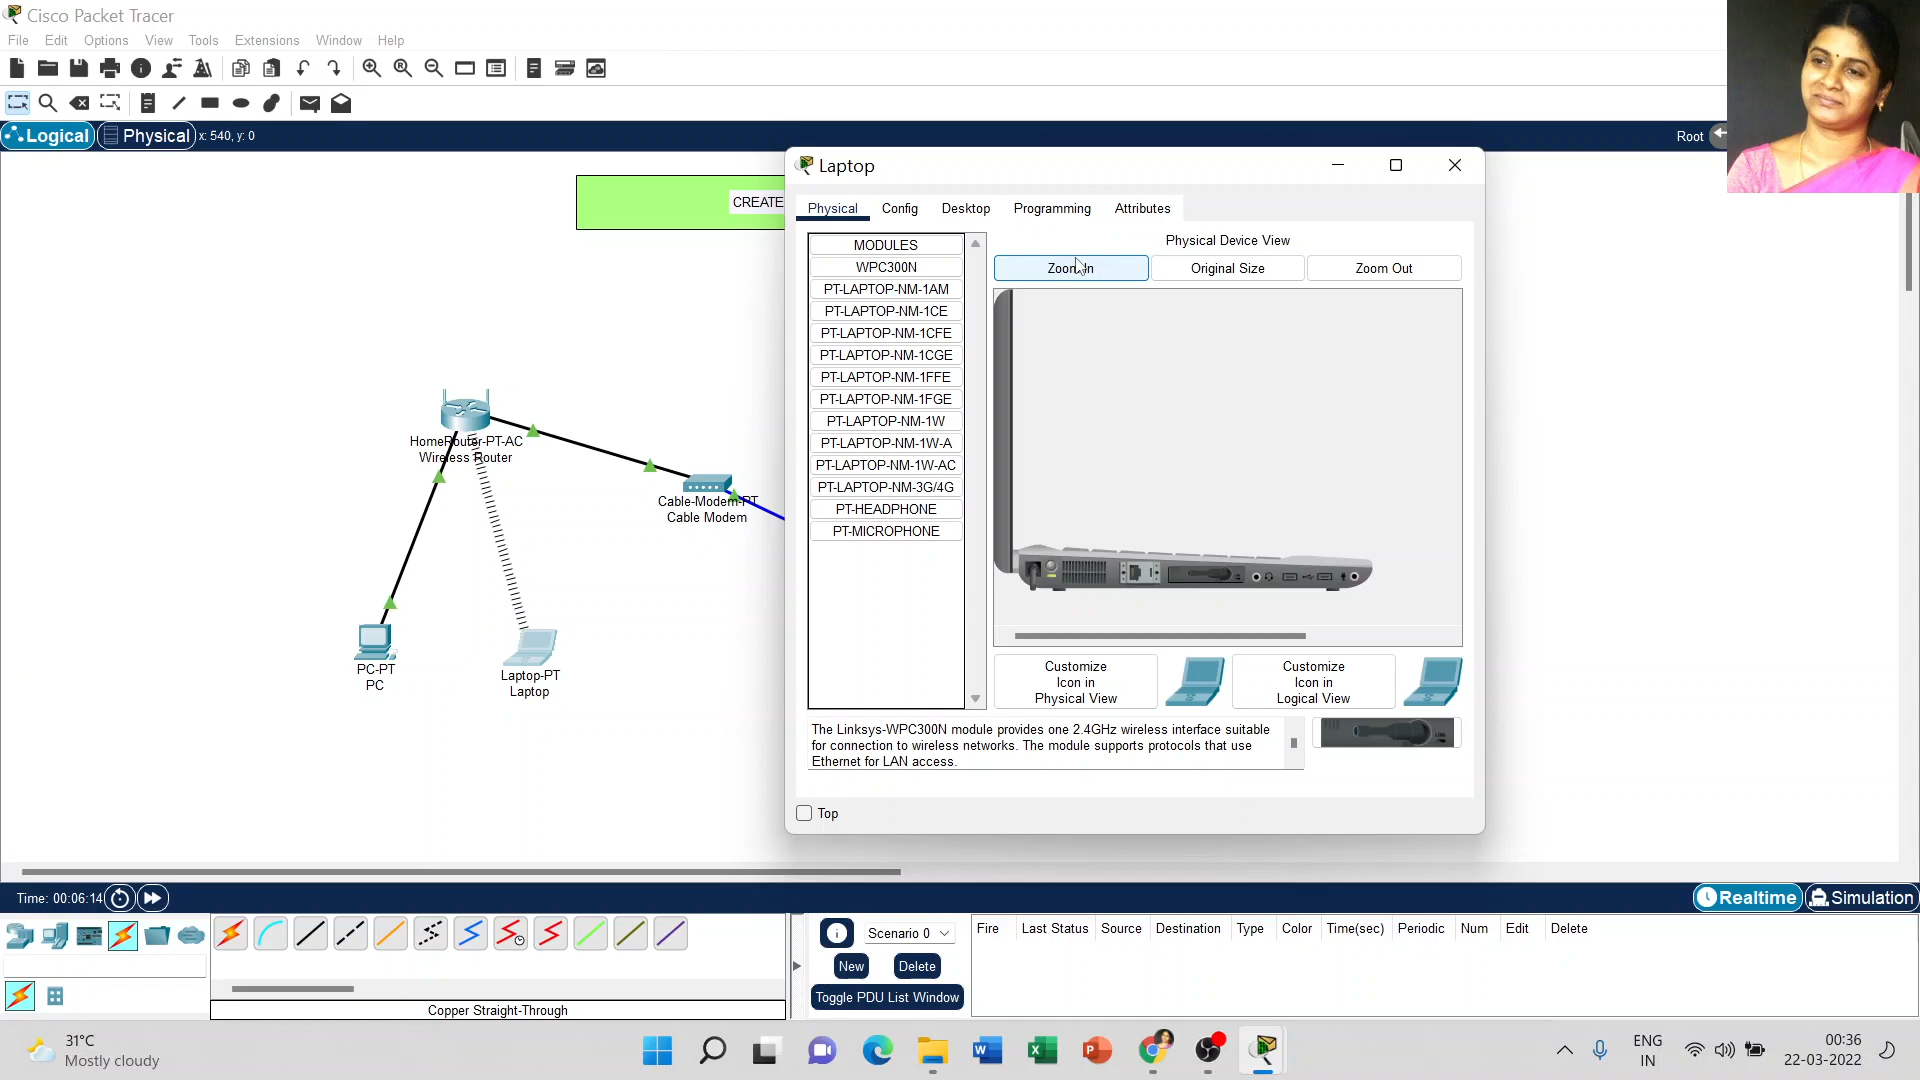 Cisco Packet Tracer
File Edit Options View Tools Extensions Window Help
Logical Physical x: 540, y: 0 Root
CREATE
HomeRouter-PT-AC
Wireless Router
Cable-Modem-PT
Cable Modem
PC-PT
PC
Laptop-PT
Laptop
Laptop
Physical Config Desktop Programming Attributes
MODULES
WPC300N
PT-LAPTOP-NM-1AM
PT-LAPTOP-NM-1CE
PT-LAPTOP-NM-1CFE
PT-LAPTOP-NM-1CGE
PT-LAPTOP-NM-1FFE
PT-LAPTOP-NM-1FGE
PT-LAPTOP-NM-1W
PT-LAPTOP-NM-1W-A
PT-LAPTOP-NM-1W-AC
PT-LAPTOP-NM-3G/4G
PT-HEADPHONE
PT-MICROPHONE
Physical Device View
Zoom In Original Size Zoom Out
Customize
Icon in
Physical View
Customize
Icon in
Logical View
The Linksys-WPC300N module provides one 2.4GHz wireless interface suitable
for connection to wireless networks. The module supports protocols that use
Ethernet for LAN access.
Top
Time: 00:06:14 Realtime Simulation
Scenario 0
New Delete
Toggle PDU List Window
Fire Last Status Source Destination Type Color Time(sec) Periodic Num Edit Delete
Copper Straight-Through
31°C
Mostly cloudy
ENG
IN
00:36
22-03-2022